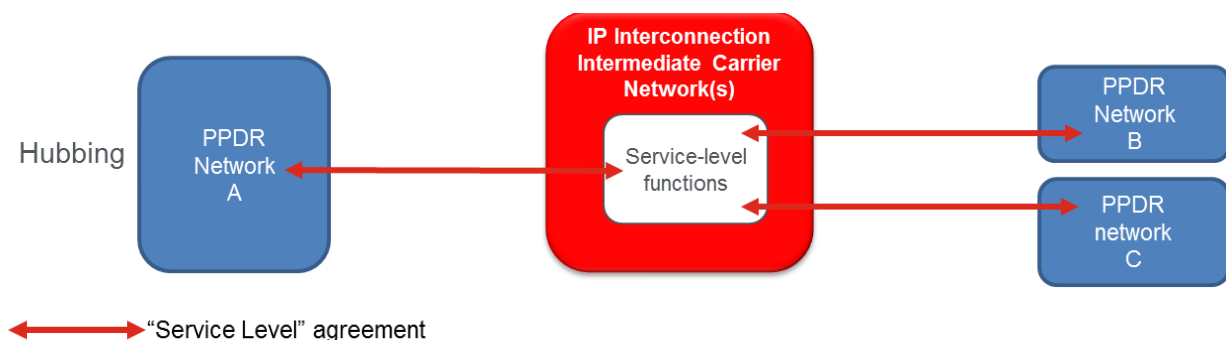 Hubbing
PPDR
Network
A
IP Interconnection
Intermediate Carrier
Network(s)
Service-level
functions
PPDR
Network
B
PPDR
network
C
“Service Level” agreement